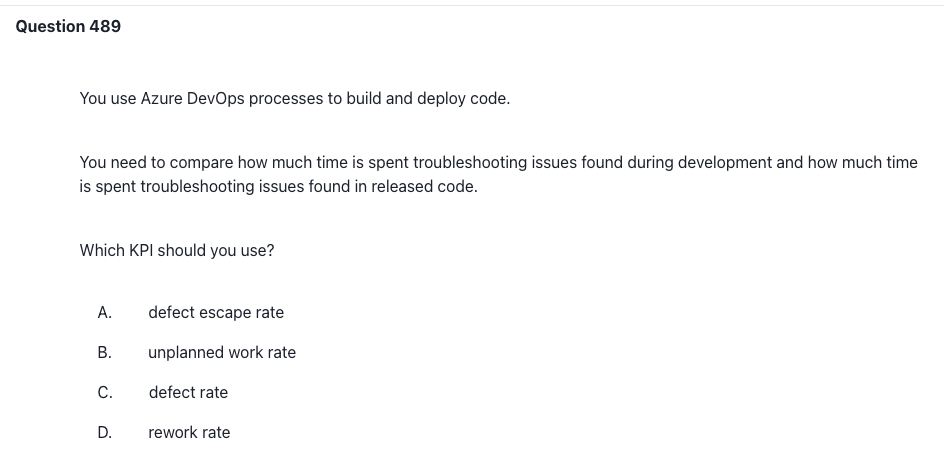 Question 489
You use Azure DevOps processes to build and deploy code.
You need to compare how much time is spent troubleshooting issues found during development and how much time
is spent troubleshooting issues found in released code.
Which KPI should you use?
A. defect escape rate
B. unplanned work rate
C. defect rate
D. rework rate